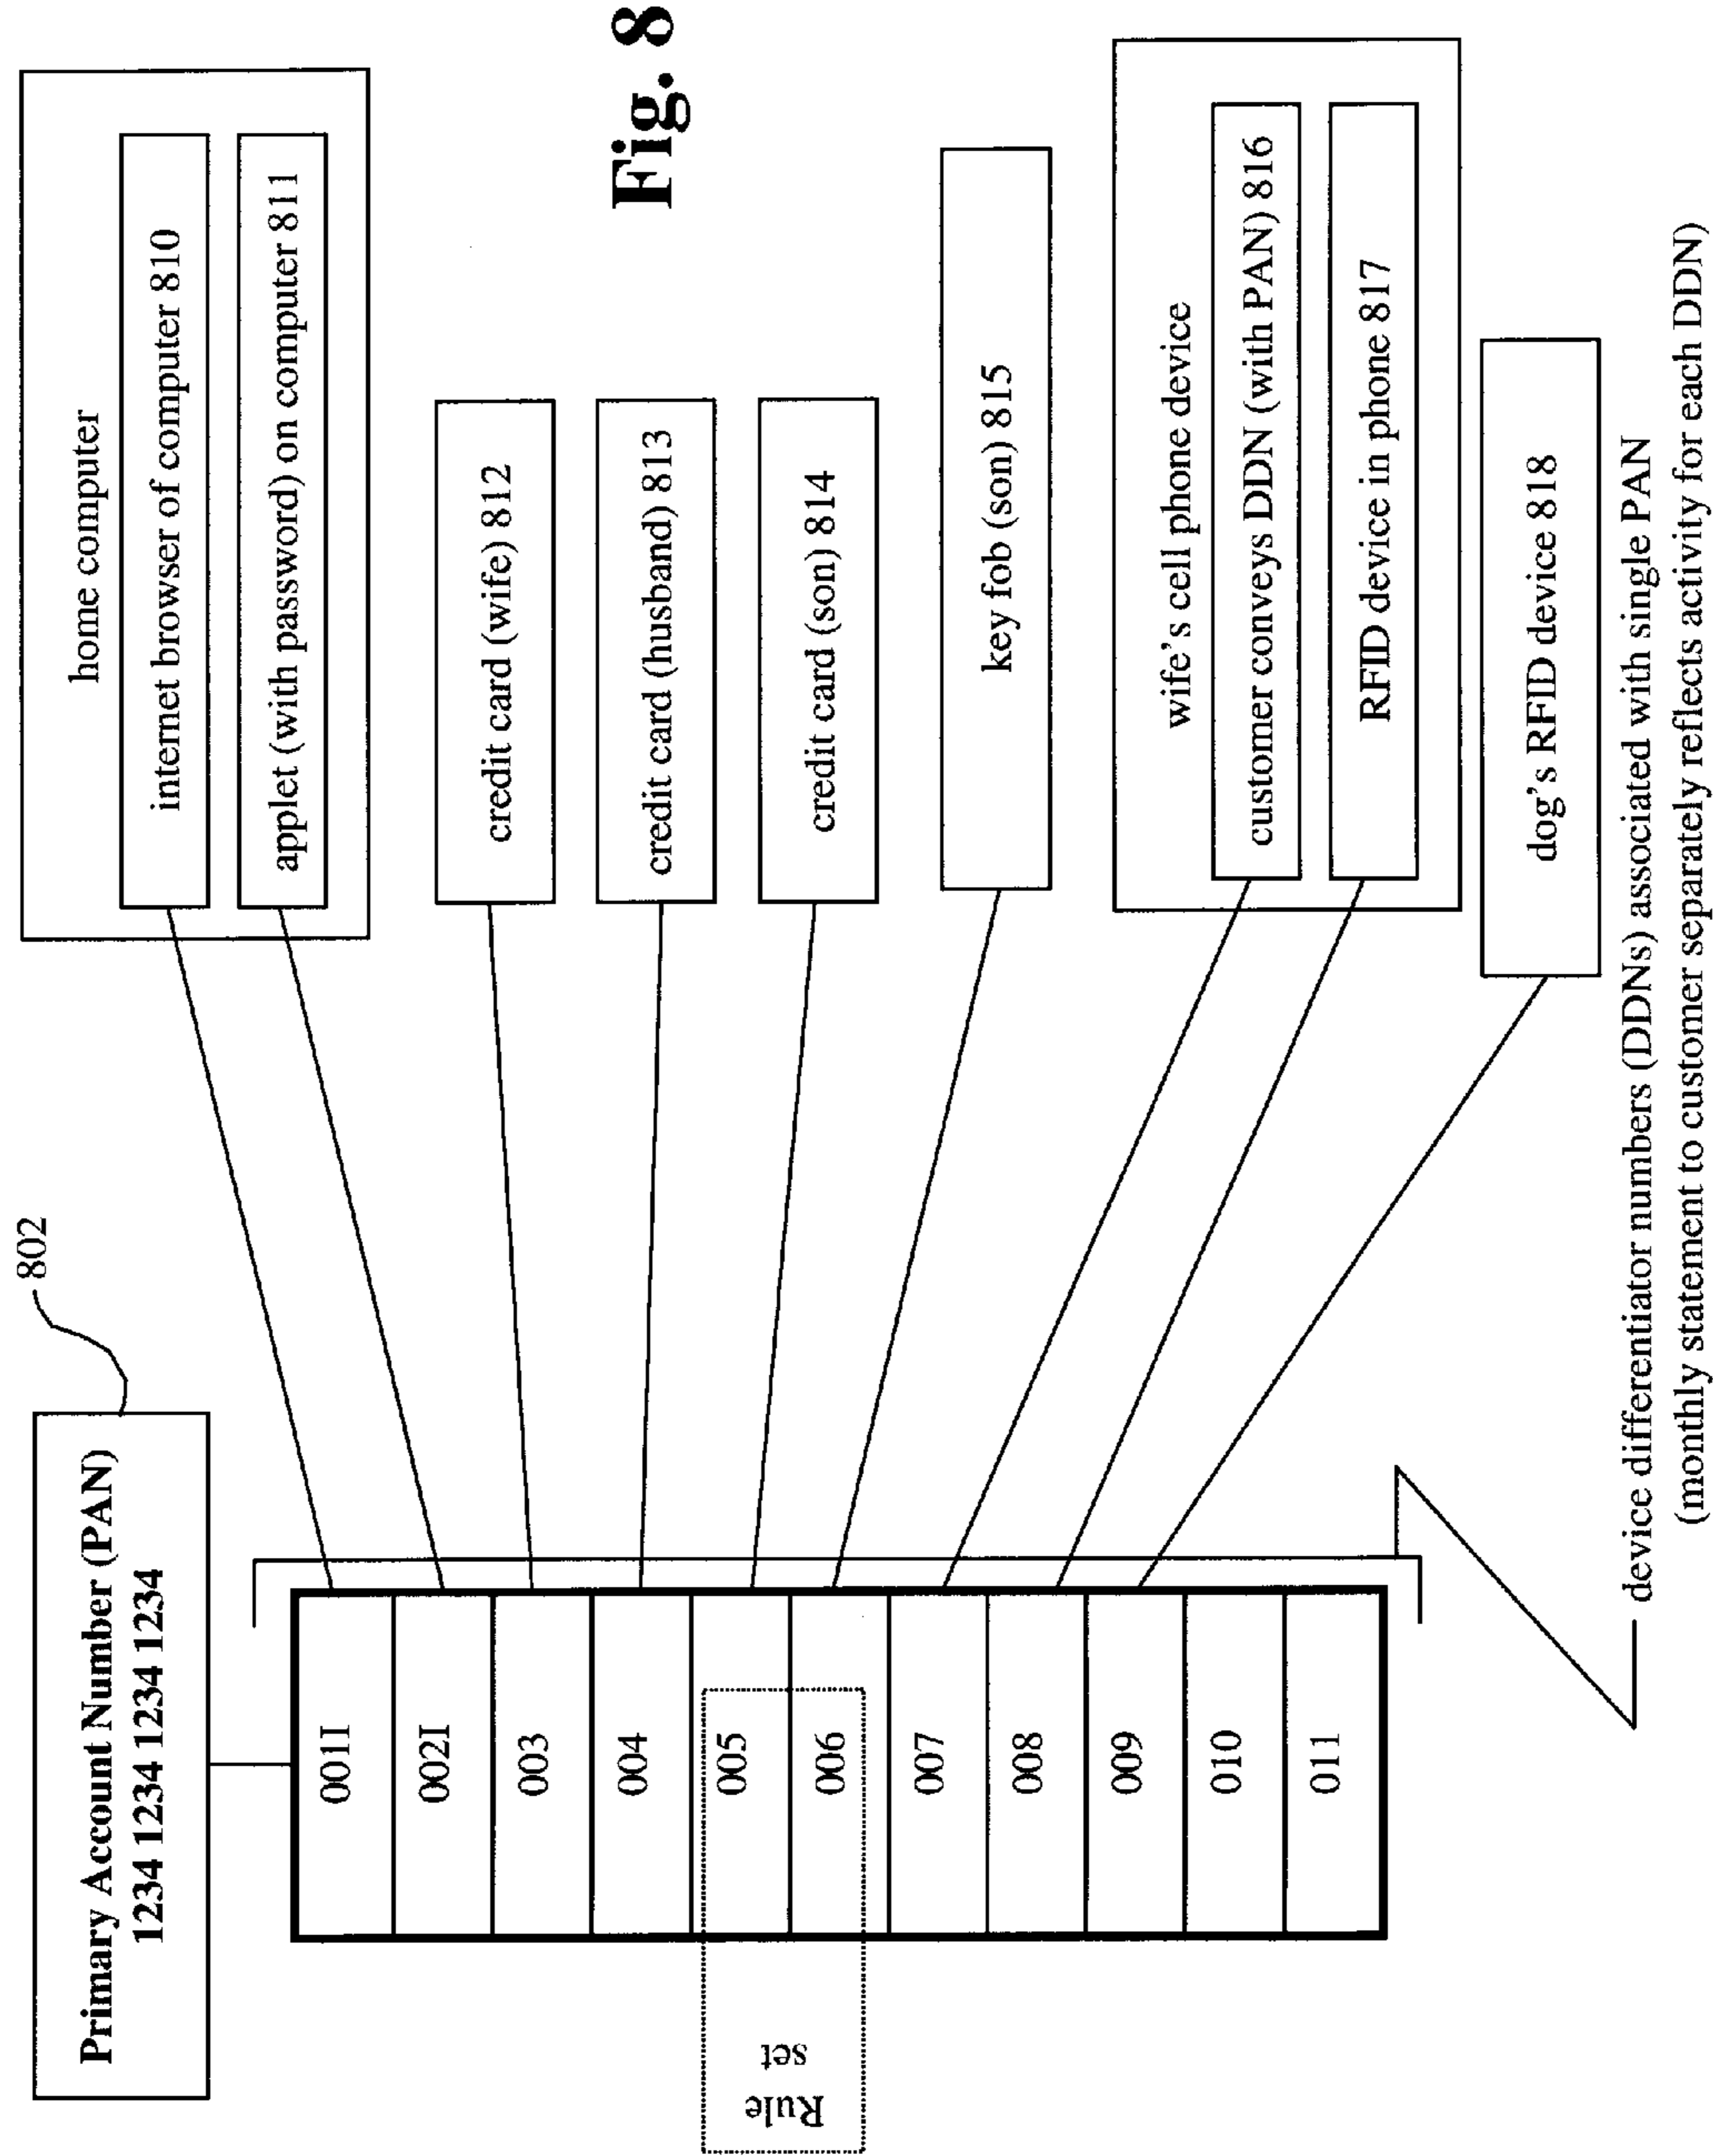 802
Primary Account Number (PAN)
1234 1234 1234 1234
001I
002I
003
004
005
006
007
008
009
010
011
Rule
set
home computer
internet browser of computer 810
applet (with password) on computer 811
credit card (wife) 812
credit card (husband) 813
credit card (son) 814
key fob (son) 815
wife's cell phone device
customer conveys DDN (with PAN) 816
RFID device in phone 817
dog's RFID device 818
device differentiator numbers (DDNs) associated with single PAN
(monthly statement to customer separately reflects activity for each DDN)
Fig. 8